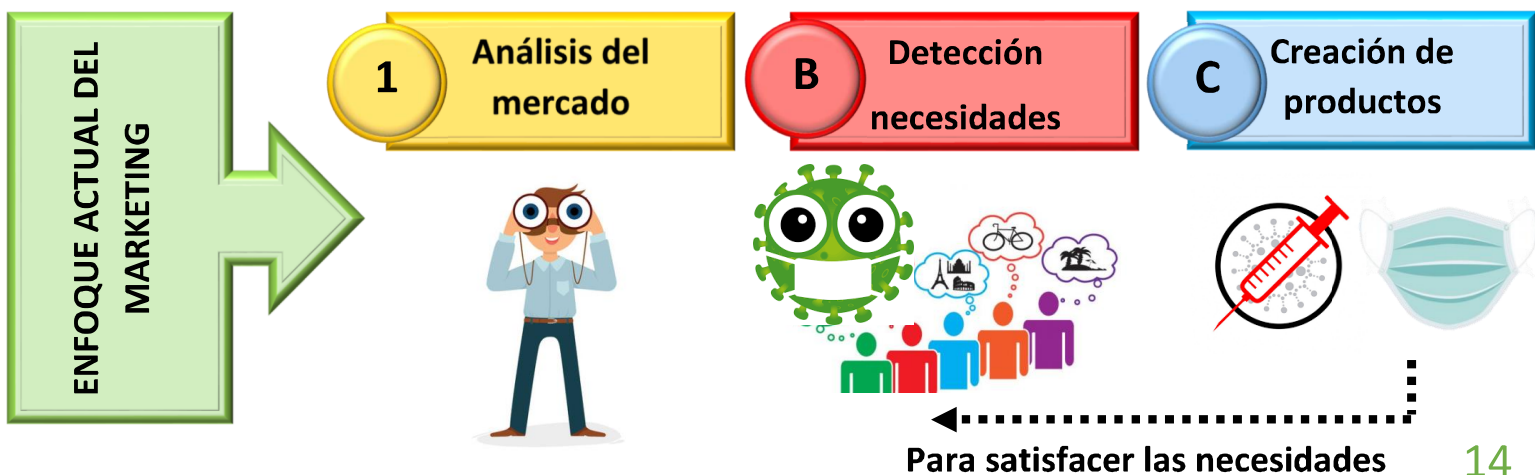 ENFOQUE ACTUAL DEL
MARKETING
1
Análisis del
mercado
B
Detección
necesidades
C
Creación de
productos
Para satisfacer las necesidades
14